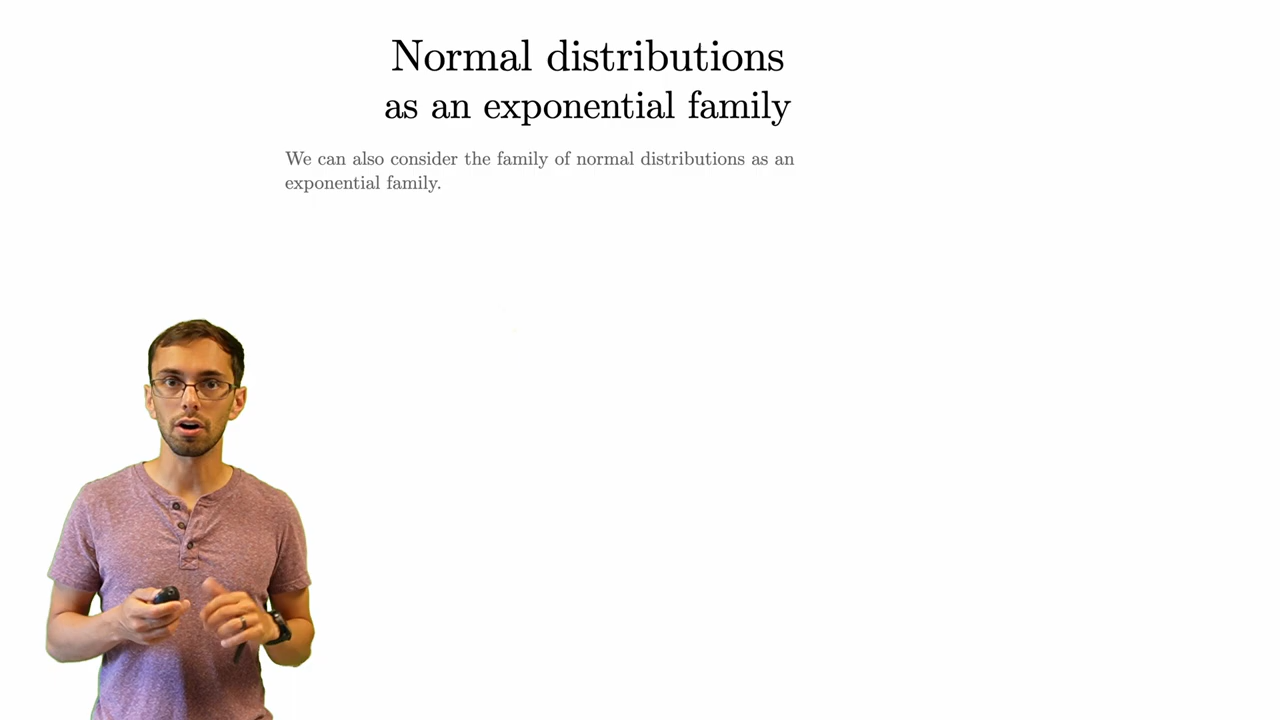 Normal distributions
as an exponential family
We can also consider the family of normal distributions as an
exponential family.